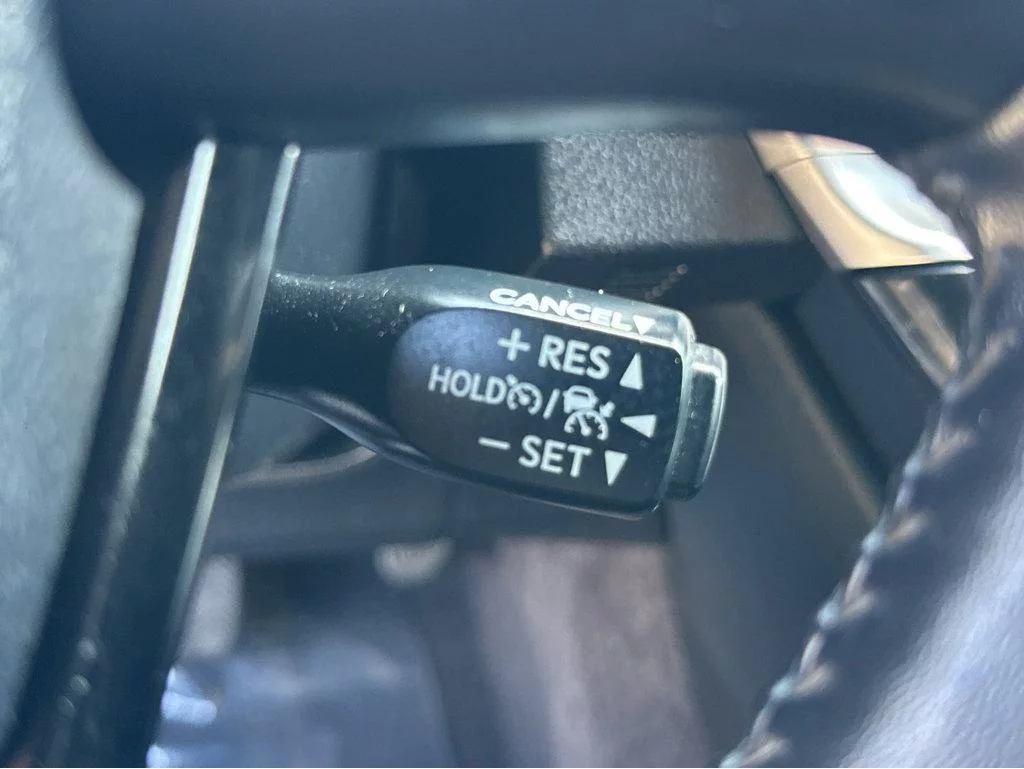 CANCEL▼
+ RES ▲
HOLD / ◀
− SET ▼